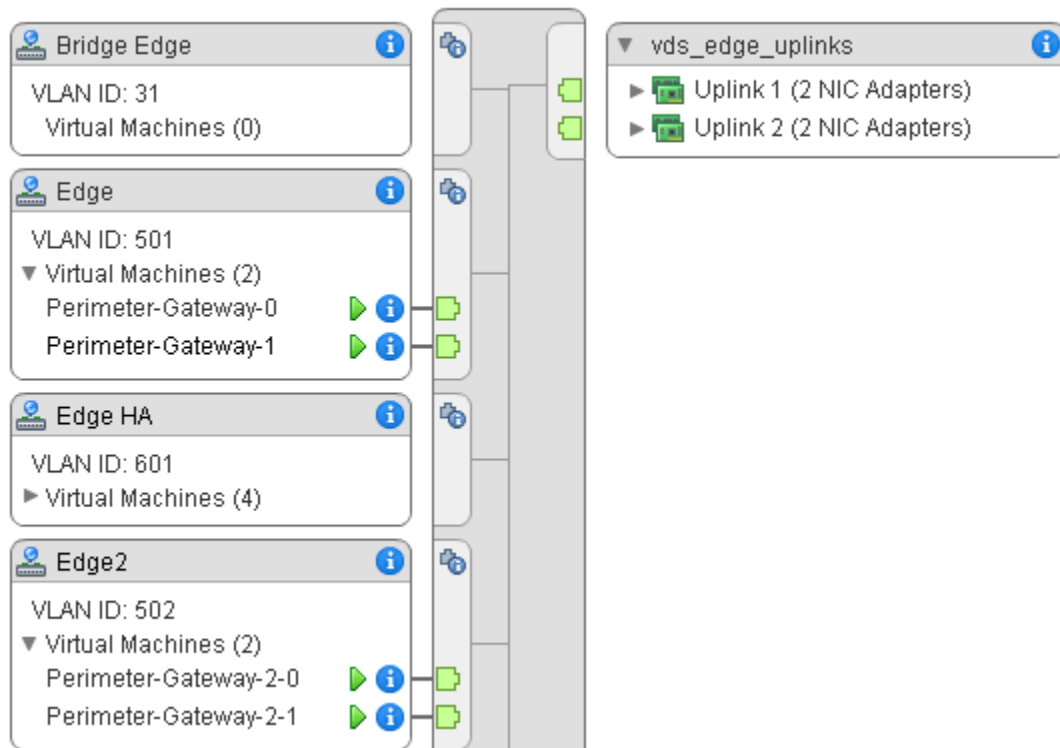 Bridge Edge
VLAN ID: 31
Virtual Machines (0)
Edge
VLAN ID: 501
Virtual Machines (2)
Perimeter-Gateway-0
Perimeter-Gateway-1
Edge HA
VLAN ID: 601
Virtual Machines (4)
Edge2
VLAN ID: 502
Virtual Machines (2)
Perimeter-Gateway-2-0
Perimeter-Gateway-2-1
vds_edge_uplinks
Uplink 1 (2 NIC Adapters)
Uplink 2 (2 NIC Adapters)